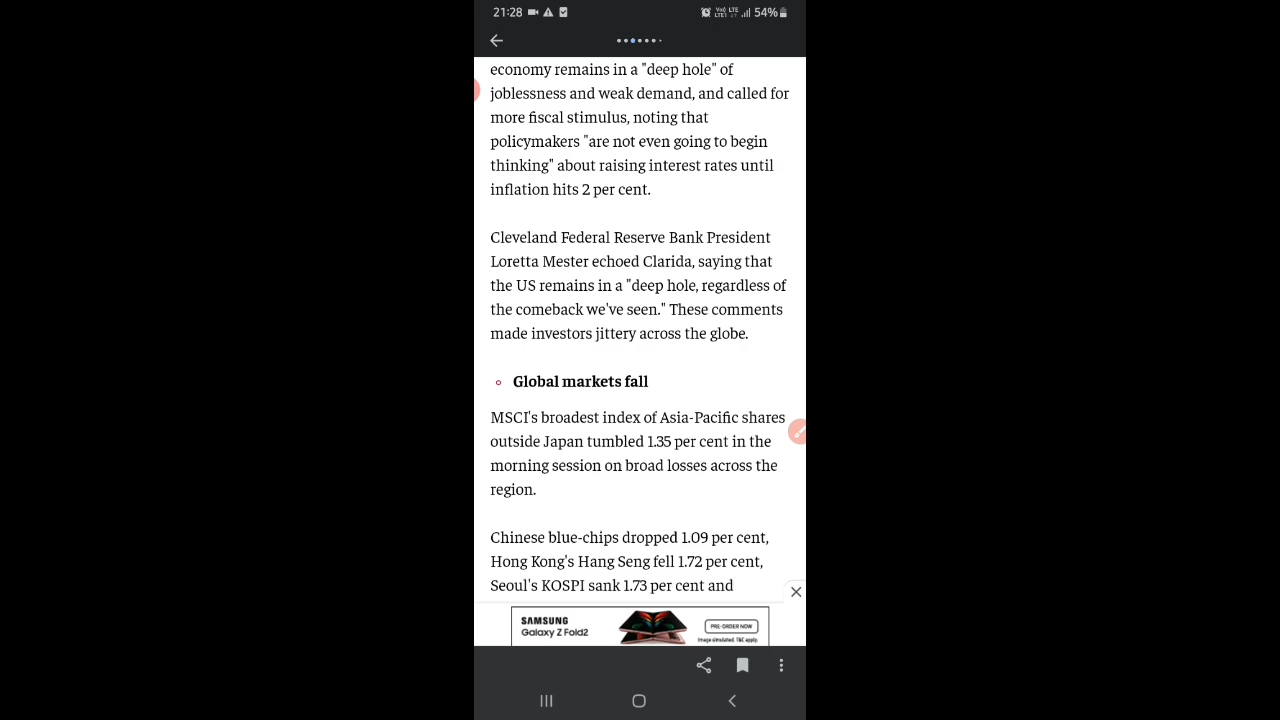 21:28
54%
economy remains in a "deep hole" of
joblessness and weak demand, and called for
more fiscal stimulus, noting that
policymakers "are not even going to begin
thinking" about raising interest rates until
inflation hits 2 per cent.
Cleveland Federal Reserve Bank President
Loretta Mester echoed Clarida, saying that
the US remains in a "deep hole, regardless of
the comeback we've seen." These comments
made investors jittery across the globe.
Global markets fall
MSCI's broadest index of Asia-Pacific shares
outside Japan tumbled 1.35 per cent in the
morning session on broad losses across the
region.
Chinese blue-chips dropped 1.09 per cent,
Hong Kong's Hang Seng fell 1.72 per cent,
Seoul's KOSPI sank 1.73 per cent and
SAMSUNG
Galaxy Z Fold2
PRE-ORDER NOW
Image simulated. T&C apply.